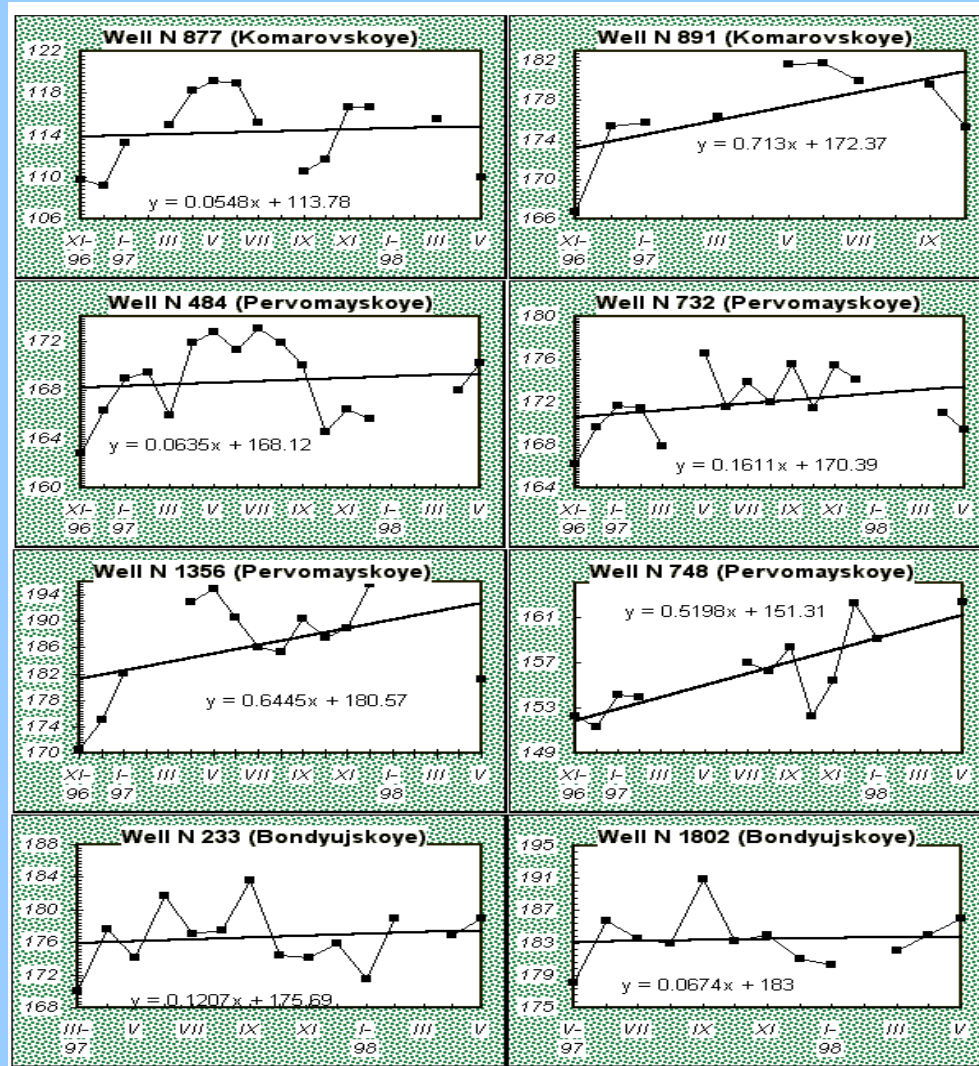 Well N 877 (Komarovskoye)
122
118
114
110
106
y = 0.0548x + 113.78
XI-96 I-97 III V VII IX XI I-98 III V
Well N 891 (Komarovskoye)
182
178
174
170
166
y = 0.713x + 172.37
XI-96 I-97 III V VII IX
Well N 484 (Pervomayskoye)
172
168
164
160
y = 0.0635x + 168.12
XI-96 I-97 III V VII IX XI I-98 III V
Well N 732 (Pervomayskoye)
180
176
172
168
164
y = 0.1611x + 170.39
XI-96 I-97 III V VII IX XI I-98 III V
Well N 1356 (Pervomayskoye)
194
190
186
182
178
174
170
y = 0.6445x + 180.57
XI-96 I-97 III V VII IX XI I-98 III V
Well N 748 (Pervomayskoye)
y = 0.5198x + 151.31
161
157
153
149
XI-96 I-97 III V VII IX XI I-98 III V
Well N 233 (Bondyujskoye)
188
184
180
176
172
168
y = 0.1207x + 175.69
III-97 V VII IX XI I-98 III V
Well N 1802 (Bondyujskoye)
195
191
187
183
179
175
y = 0.0674x + 183
V-97 VII IX XI I-98 III V